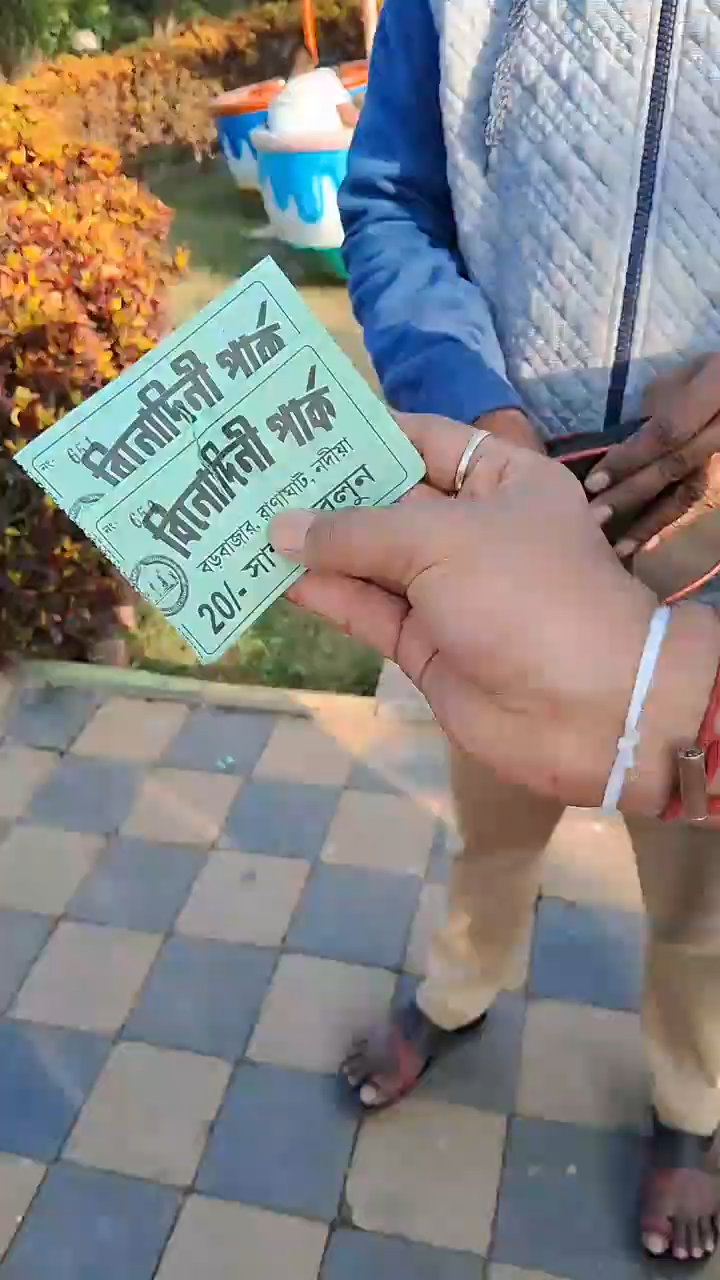 নং-
বিনোদিনী পার্ক
নং-
বিনোদিনী পার্ক
বড়বাজার, রাণাঘাট, নদীয়া
20/-